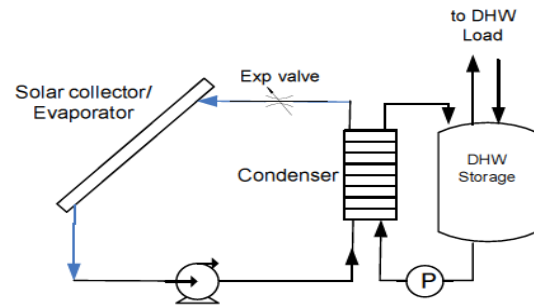 to DHW
Load
Exp valve
Solar collector/
Evaporator
Condenser
DHW
Storage
P